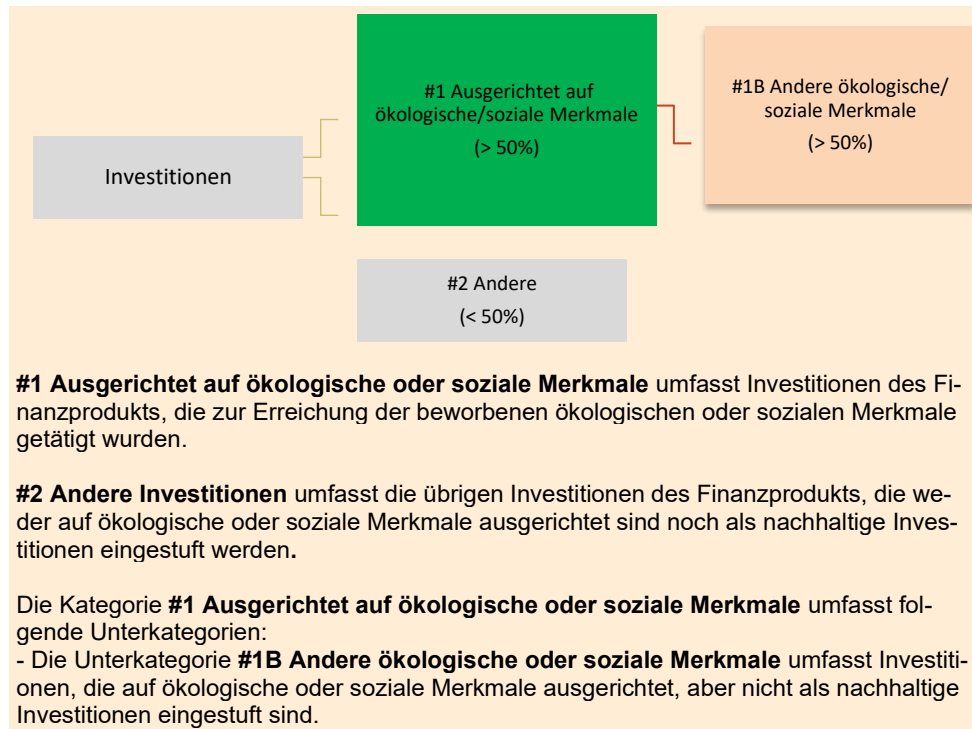 #1 Ausgerichtet auf
ökologische/soziale Merkmale
(> 50%)
#1B Andere ökologische/
soziale Merkmale
(> 50%)
Investitionen
#2 Andere
(< 50%)
#1 Ausgerichtet auf ökologische oder soziale Merkmale umfasst Investitionen des Fi-
nanzprodukts, die zur Erreichung der beworbenen ökologischen oder sozialen Merkmale
getätigt wurden.
#2 Andere Investitionen umfasst die übrigen Investitionen des Finanzprodukts, die we-
der auf ökologische oder soziale Merkmale ausgerichtet sind noch als nachhaltige Inves-
titionen eingestuft werden.
Die Kategorie #1 Ausgerichtet auf ökologische oder soziale Merkmale umfasst fol-
gende Unterkategorien:
- Die Unterkategorie #1B Andere ökologische oder soziale Merkmale umfasst Investiti-
onen, die auf ökologische oder soziale Merkmale ausgerichtet, aber nicht als nachhaltige
Investitionen eingestuft sind.